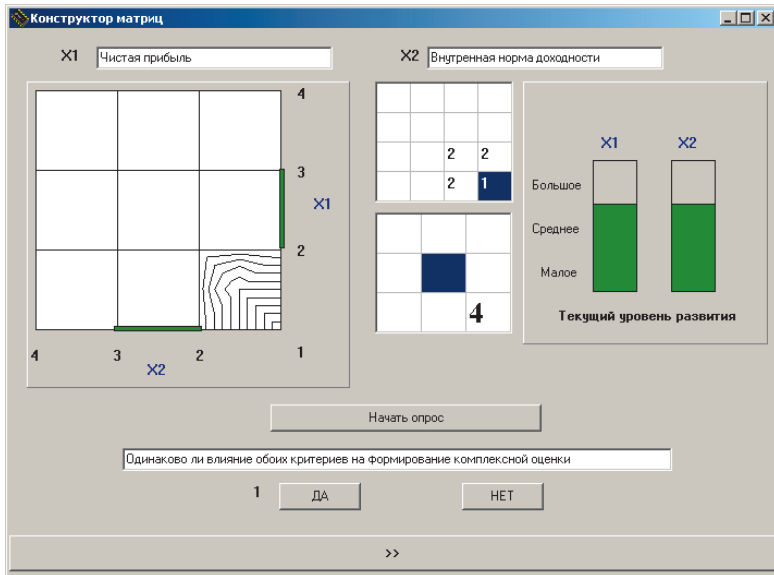 Конструктор матриц
X1 Чистая прибыль
X2 Внутренная норма доходности
4
3
X1
2
1
4 3 2
X2
2 2
2 1
4
X1 X2
Большое
Среднее
Малое
Текущий уровень развития
Начать опрос
Одинаково ли влияние обоих критериев на формирование комплексной оценки
1 ДА НЕТ
>>